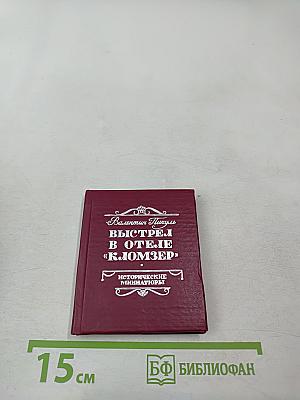 Валентин Пикуль
ВЫСТРЕЛ
В ОТЕЛЕ
«КЛОМЗЕР»
ИСТОРИЧЕСКИЕ
МИНИАТЮРЫ
15 см
БФ БИБЛИОФАН